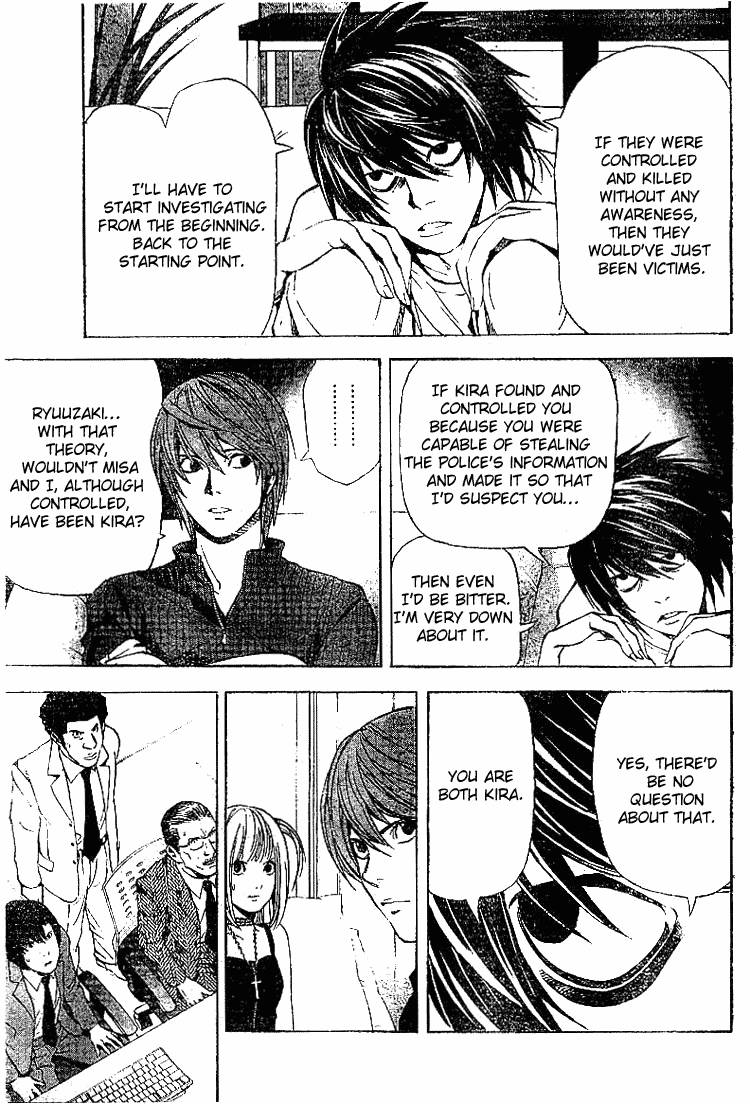 IF THEY WERE
CONTROLLED
AND KILLED
WITHOUT ANY
AWARENESS,
THEN THEY
WOULD'VE JUST
BEEN VICTIMS.
I'LL HAVE TO
START INVESTIGATING
FROM THE BEGINNING.
BACK TO THE
STARTING POINT.
IF KIRA FOUND AND
CONTROLLED YOU
BECAUSE YOU WERE
CAPABLE OF STEALING
THE POLICE'S INFORMATION
AND MADE IT SO THAT
I'D SUSPECT YOU...
THEN EVEN
I'D BE BITTER.
I'M VERY DOWN
ABOUT IT.
RYUUZAKI...
WITH THAT
THEORY,
WOULDN'T MISA
AND I, ALTHOUGH
CONTROLLED,
HAVE BEEN KIRA?
YES, THERE'D
BE NO
QUESTION
ABOUT THAT.
YOU ARE
BOTH KIRA.